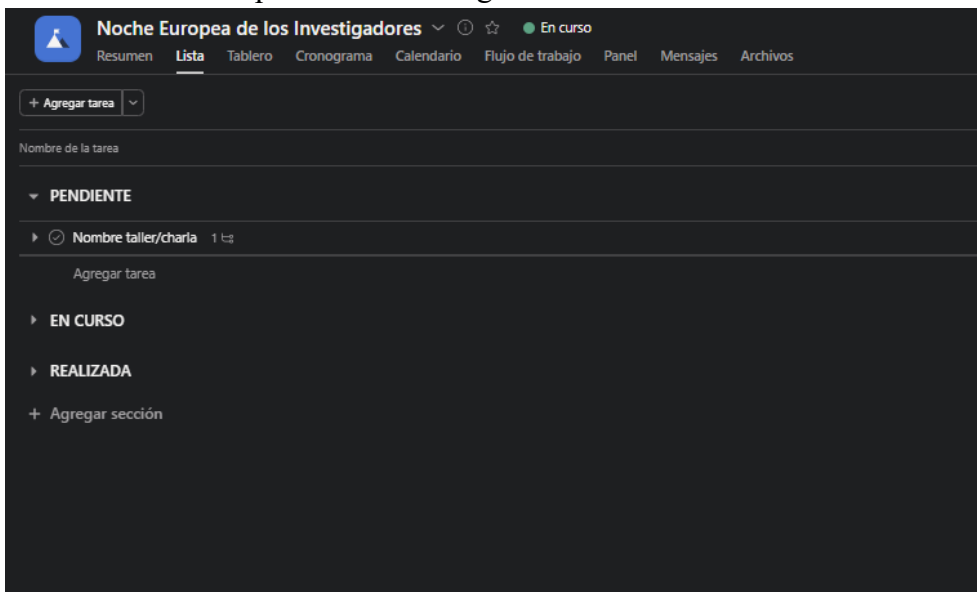 Noche Europea de los Investigadores En curso
Resumen Lista Tablero Cronograma Calendario Flujo de trabajo Panel Mensajes Archivos
+ Agregar tarea
Nombre de la tarea
PENDIENTE
Nombre taller/charla 1
Agregar tarea
EN CURSO
REALIZADA
+ Agregar sección